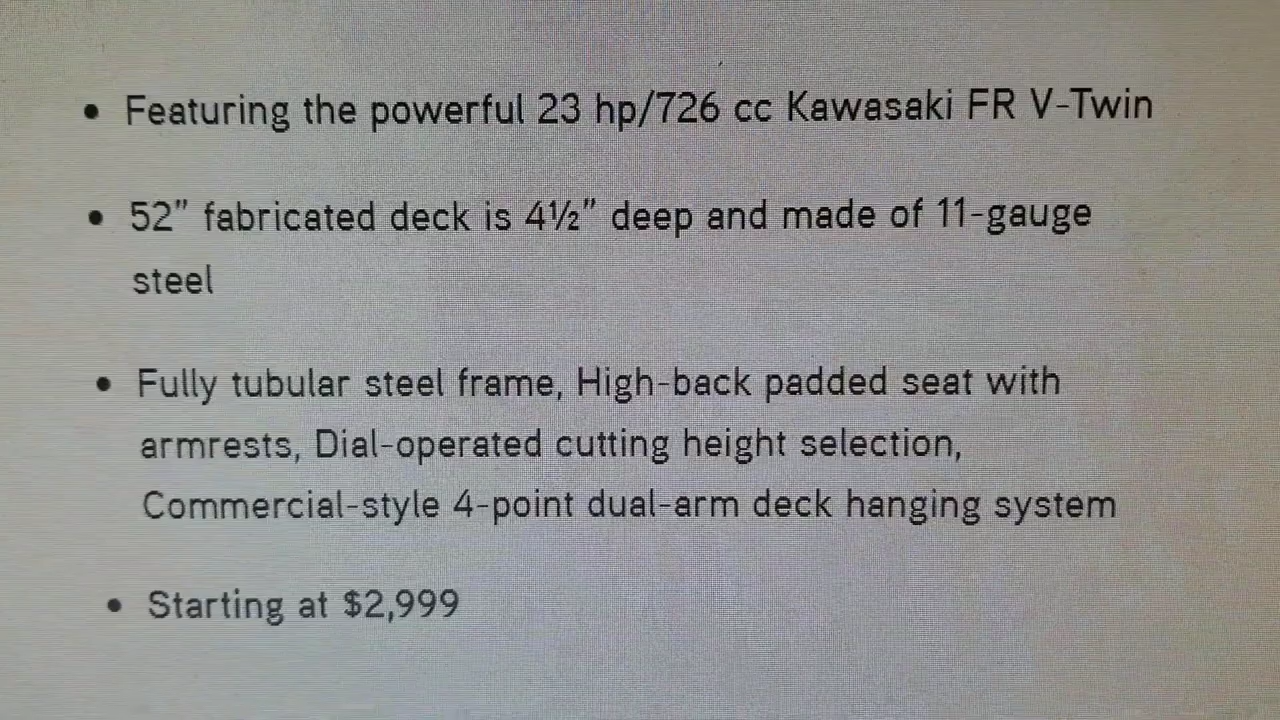 • Featuring the powerful 23 hp/726 cc Kawasaki FR V-Twin
• 52" fabricated deck is 4½" deep and made of 11-gauge
steel
• Fully tubular steel frame, High-back padded seat with
armrests, Dial-operated cutting height selection,
Commercial-style 4-point dual-arm deck hanging system
• Starting at $2,999